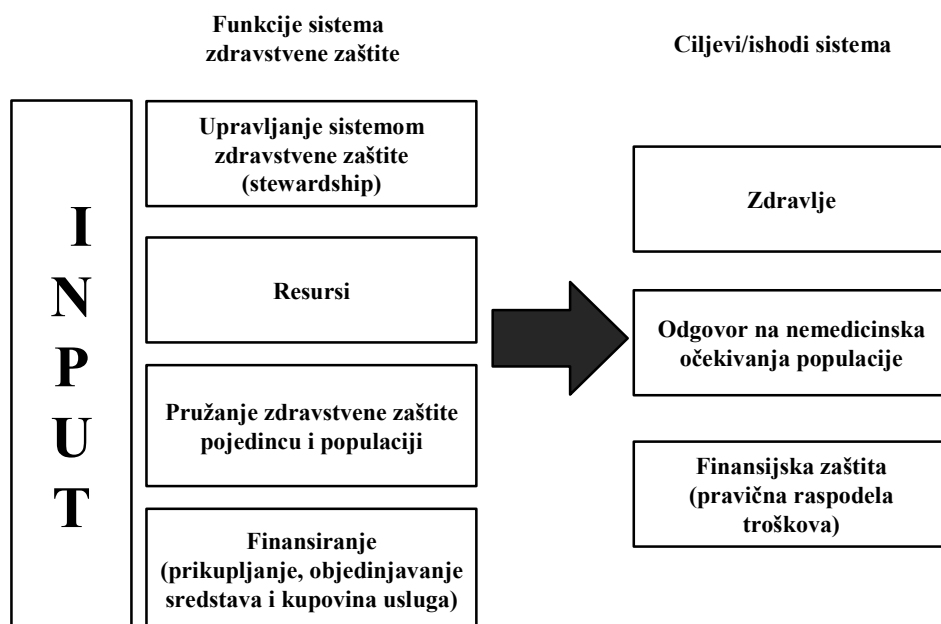 Funkcije sistema
zdravstvene zaštite
Ciljevi/ishodi sistema
I
N
P
U
T
Upravljanje sistemom
zdravstvene zaštite
(stewardship)
Resursi
Pružanje zdravstvene zaštite
pojedincu i populaciji
Finansiranje
(prikupljanje, objedinjavanje
sredstava i kupovina usluga)
Zdravlje
Odgovor na nemedicinska
očekivanja populacije
Finansijska zaštita
(pravična raspodela
troškova)